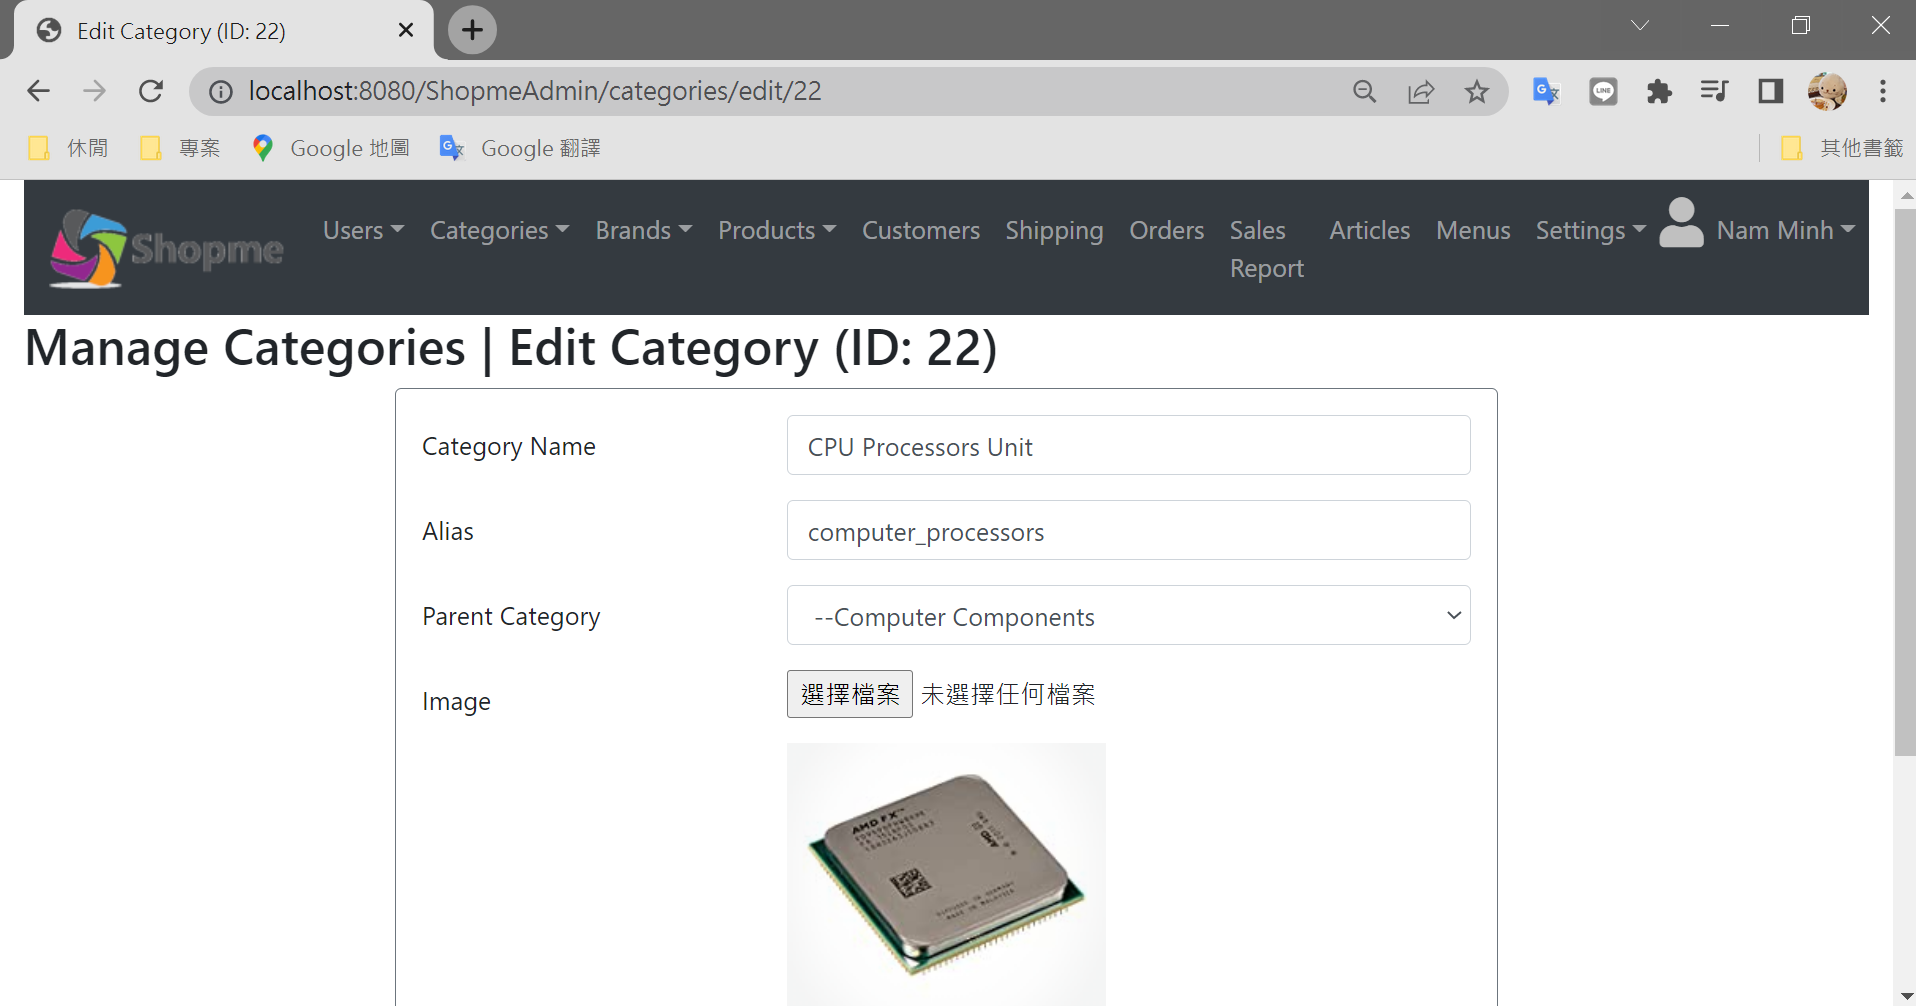 Edit Category (ID: 22)
localhost:8080/ShopmeAdmin/categories/edit/22
休閒 專案 Google 地圖 Google 翻譯 其他書籤
Shopme Users Categories Brands Products Customers Shipping Orders Sales Report Articles Menus Settings Nam Minh
Manage Categories | Edit Category (ID: 22)
Category Name CPU Processors Unit
Alias computer_processors
Parent Category --Computer Components
Image 選擇檔案 未選擇任何檔案
AMD FX™